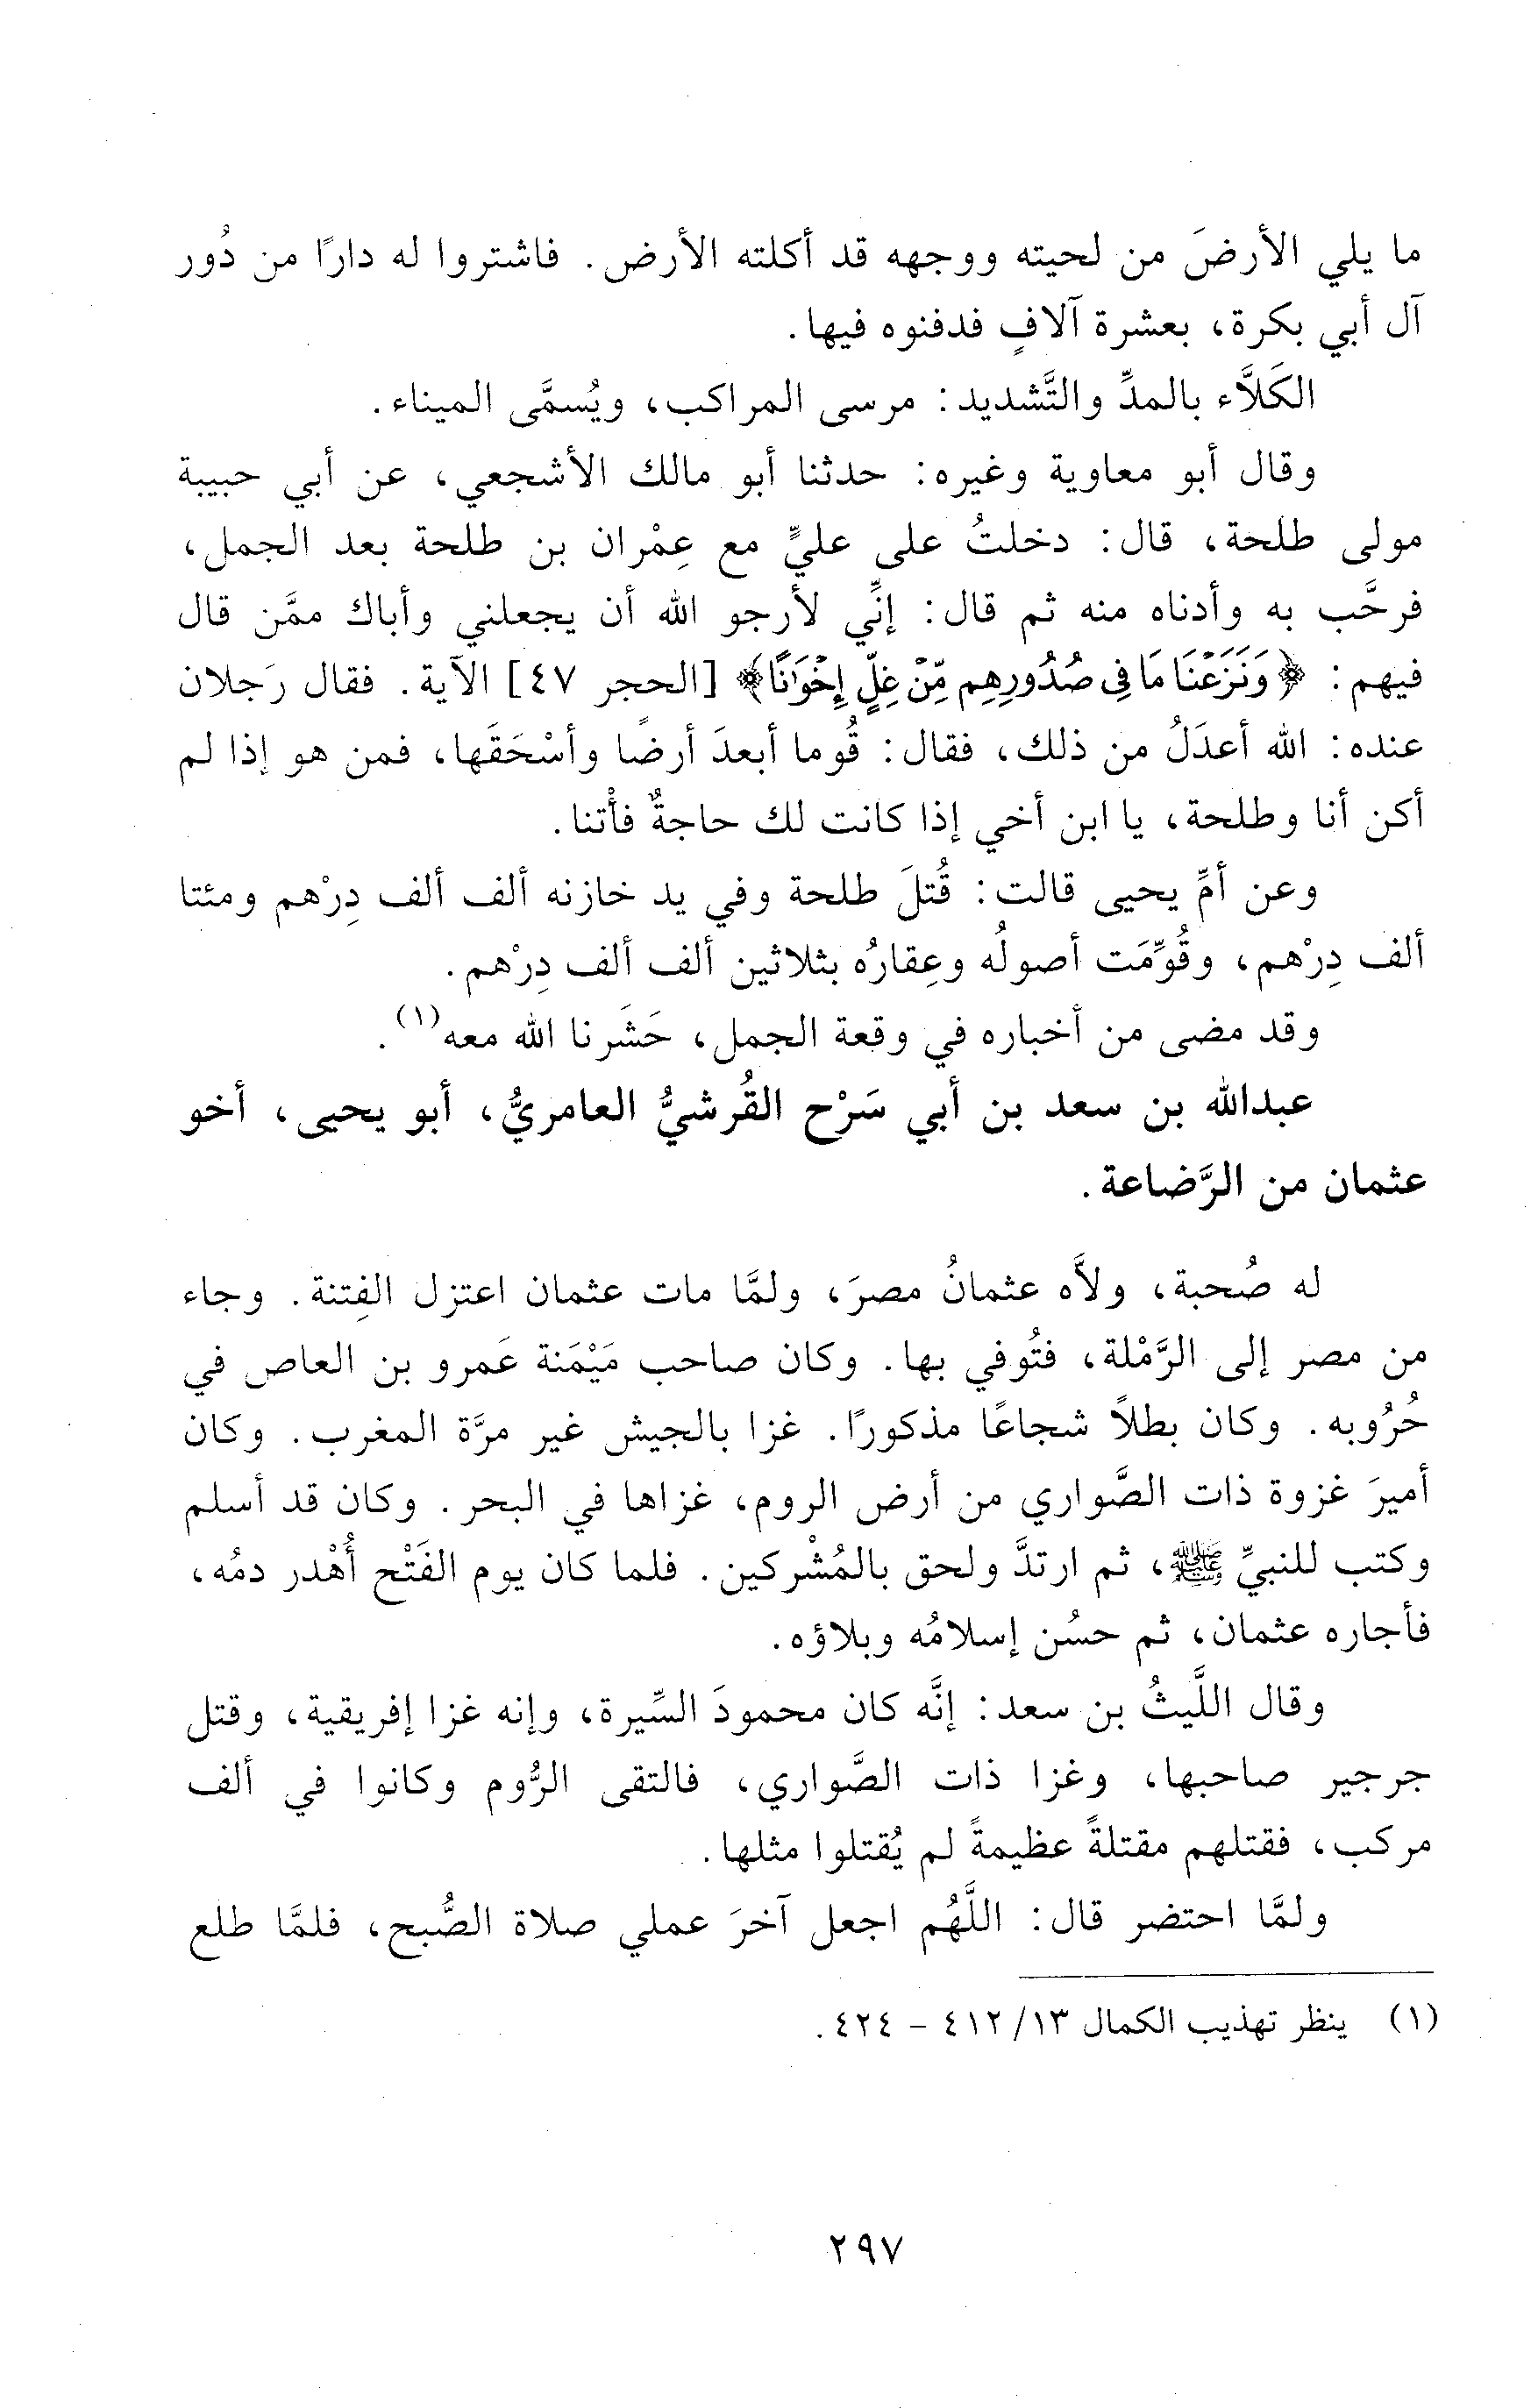 ما يلي الأرضَ من لحيته ووجهه قد أكلته الأرض. فاشتروا له دارًا من دُور
آل أبي بكرة، بعشرة آلافٍ فدفنوه فيها.
الكَلاَّء بالمدِّ والتَّشديد: مرسى المراكب، ويُسمَّى الميناء.
وقال أبو معاوية وغيره: حدثنا أبو مالك الأشجعي، عن أبي حبيبة
مولى طلحة، قال: دخلتُ على عليٍّ مع عِمْران بن طلحة بعد الجمل،
فرحَّب به وأدناه منه ثم قال: إنِّي لأرجو الله أن يجعلني وأباك ممَّن قال
فيهم: ﴿وَنَزَعْنَا مَا فِى صُدُورِهِم مِّنْ غِلٍّ إِخْوَٰنًا﴾ [الحجر ٤٧] الآية. فقال رَجلان
عنده: الله أعدَلُ من ذلك، فقال: قُوما أبعدَ أرضًا وأسْحَقَها، فمن هو إذا لم
أكن أنا وطلحة، يا ابن أخي إذا كانت لك حاجةٌ فأْتنا.
وعن أمِّ يحيى قالت: قُتلَ طلحة وفي يد خازنه ألف ألف دِرْهم ومئتا
ألف دِرْهم، وقُوِّمَت أصولُه وعِقارُه بثلاثين ألف ألف دِرْهم.
وقد مضى من أخباره في وقعة الجمل، حَشَرنا الله معه(١).
عبدالله بن سعد بن أبي سَرْح القُرشيُّ العامريُّ، أبو يحيى، أخو
عثمان من الرَّضاعة.
له صُحبة، ولاَّه عثمانُ مصرَ، ولمَّا مات عثمان اعتزل الفِتنة. وجاء
من مصر إلى الرَّمْلة، فتُوفي بها. وكان صاحب مَيْمَنة عَمرو بن العاص في
حُرُوبه. وكان بطلاً شجاعًا مذكورًا. غزا بالجيش غير مرَّة المغرب. وكان
أميرَ غزوة ذات الصَّواري من أرض الروم، غزاها في البحر. وكان قد أسلم
وكتب للنبيِّ ﷺ، ثم ارتدَّ ولحق بالمُشْركين. فلما كان يوم الفَتْح أُهْدر دمُه،
فأجاره عثمان، ثم حسُن إسلامُه وبلاؤه.
وقال اللَّيثُ بن سعد: إنَّه كان محمودَ السِّيرة، وإنه غزا إفريقية، وقتل
جرجير صاحبها، وغزا ذات الصَّواري، فالتقى الرُّوم وكانوا في ألف
مركب، فقتلهم مقتلةً عظيمةً لم يُقتلوا مثلها.
ولمَّا احتضر قال: اللَّهُم اجعل آخرَ عملي صلاة الصُّبح، فلمَّا طلع
(١) ينظر تهذيب الكمال ١٣/ ٤١٢ - ٤٢٤.
٢٩٧